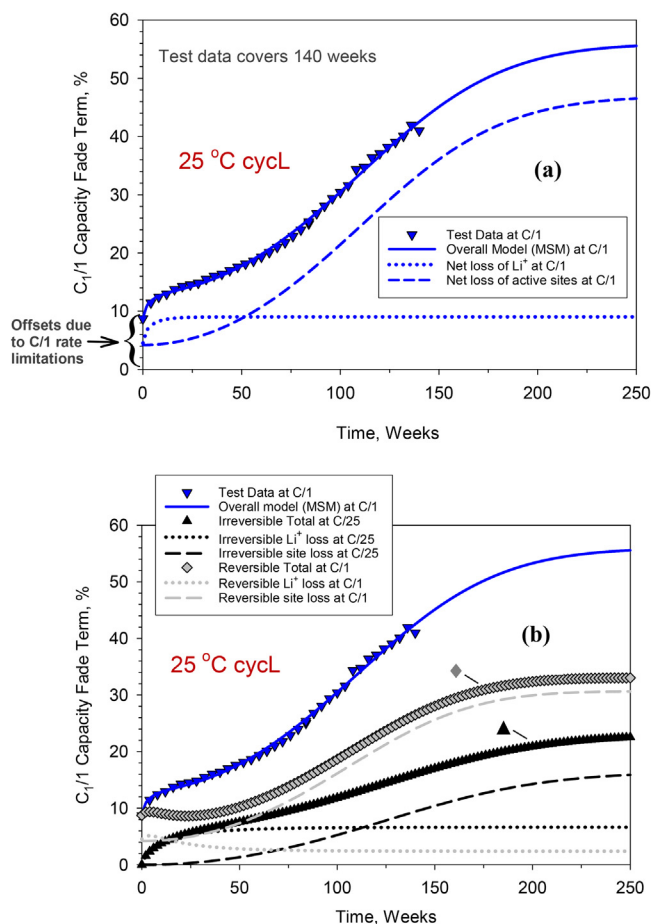 60
50
40
30
20
10
0
C1/1 Capacity Fade Term, %
Test data covers 140 weeks
25 °C cycL
(a)
Test Data at C/1
Overall Model (MSM) at C/1
Net loss of Li+ at C/1
Net loss of active sites at C/1
Offsets due
to C/1 rate
limitations
0 50 100 150 200 250
Time, Weeks
Test Data at C/1
Overall model (MSM) at C/1
Irreversible Total at C/25
Irreversible Li+ loss at C/25
Irreversible site loss at C/25
Reversible Total at C/1
Reversible Li+ loss at C/1
Reversible site loss at C/1
60
50
40
30
20
10
0
C1/1 Capacity Fade Term, %
25 °C cycL
(b)
0 50 100 150 200 250
Time, Weeks